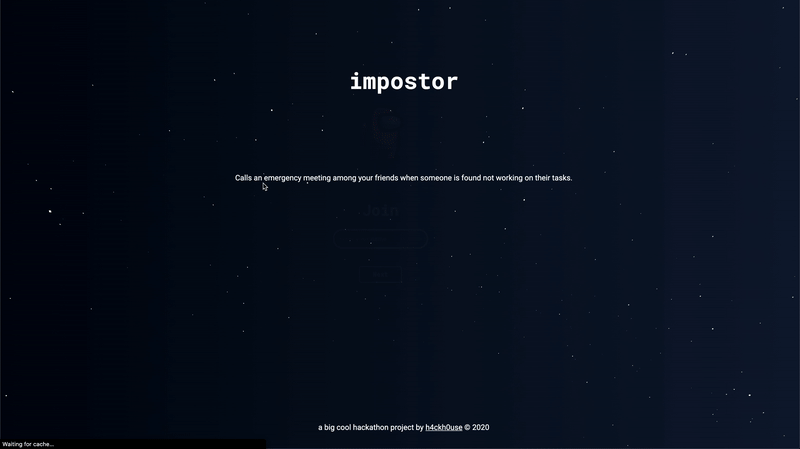 impostor
Calls an emergency meeting among your friends when someone is found not working on their tasks.
Join
a big cool hackathon project by h4ckh0use © 2020
Waiting for cache...